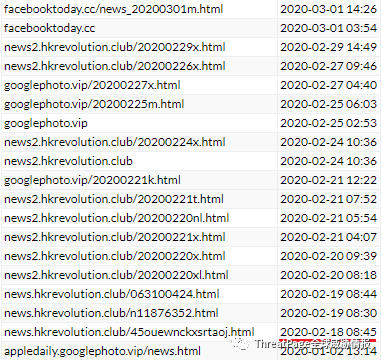 facebooktoday.cc/news_20200301m.html 2020-03-01 14:26
facebooktoday.cc 2020-03-01 03:54
news2.hkrevolution.club/20200229x.html 2020-02-29 14:49
news2.hkrevolution.club/20200226x.html 2020-02-27 09:46
googlephoto.vip/20200227x.html 2020-02-27 04:40
googlephoto.vip/20200225m.html 2020-02-25 06:03
googlephoto.vip 2020-02-25 02:53
news2.hkrevolution.club/20200224x.html 2020-02-24 10:36
news2.hkrevolution.club 2020-02-24 10:36
googlephoto.vip/20200221k.html 2020-02-21 12:22
news2.hkrevolution.club/20200221t.html 2020-02-21 07:52
news2.hkrevolution.club/20200220nl.html 2020-02-21 05:54
news2.hkrevolution.club/20200221x.html 2020-02-21 04:07
news2.hkrevolution.club/20200220x.html 2020-02-20 09:39
news2.hkrevolution.club/20200220xl.html 2020-02-20 08:18
news.hkrevolution.club/063100424.html 2020-02-19 08:44
news.hkrevolution.club/n11876352.html 2020-02-19 08:30
news.hkrevolution.club/45ouewnckxsrtaoj.html 2020-02-18 08:45
ThreatPage全球威胁情报
appledaily.googlephoto.vip/news.html 2020-01-02 13:12